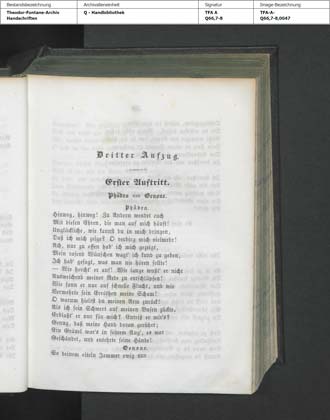 Bestandsbezeichnung
Theodor-Fontane-Archiv
Handschriften
Archivalieneinheit
Q - Handbibliothek
Signatur
TFA A
Q66,7-8
Image-Bezeichnung
TFA-A-
Q66,7-8,0047
Dritter Aufzug.
Erster Auftritt.
Phädra und Oenone.
Phädra.
Hinweg, hinweg! Zu Andern wendet euch
Mit diesen Ehren, die man auf mich häuft!
Unglückliche, wie kannst du in mich dringen,
Daß ich mich zeige? O verbirg mich vielmehr!
Ach, nur zu offen hab' ich mich gezeigt,
Mein rasend Wünschen wagt' ich kund zu geben,
Ich hab' gesagt, was man nie hören sollte!
— Wie horcht' er auf! Wie lange wußt' er nicht
Ausweichend meiner Rede zu entschlüpfen!
Wie sann er nur auf schnelle Flucht, und wie
Vermehrte sein Erröthen meine Scham!
O warum hieltst du meinen Arm zurück!
Als ich sein Schwert auf meinen Busen zückte,
Erblaßt' er nur für mich? Entriß er mir's?
Genug, daß meine Hand daran gerührt;
Ein Gräuel war's in seinem Aug', es war
Geschändet, und entehrte seine Hände!
Oenone.
So deinem eiteln Jammer ewig nur